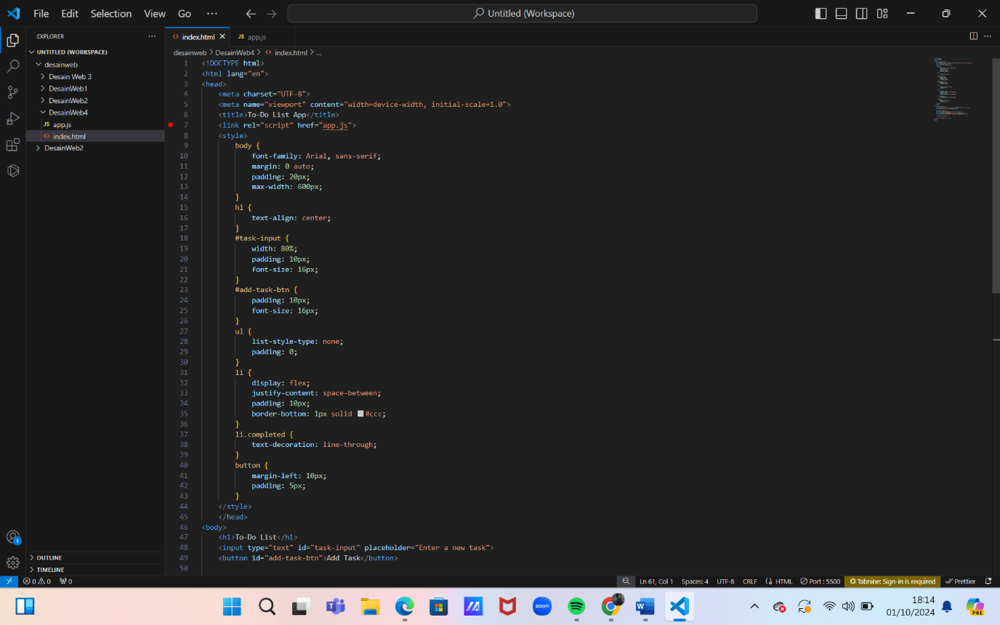 File Edit Selection View Go ··· Untitled (Workspace)
EXPLORER ···
UNTITLED (WORKSPACE)
desainweb
Desain Web 3
DesainWeb1
DesainWeb2
DesainWeb4
JS app.js
<> index.html
DesainWeb2
OUTLINE
TIMELINE
<> index.html JS app.js
desainweb > DesainWeb4 > <> index.html > ...
1 <!DOCTYPE html>
2 <html lang="en">
3 <head>
4     <meta charset="UTF-8">
5     <meta name="viewport" content="width=device-width, initial-scale=1.0">
6     <title>To-Do List App</title>
7     <link rel="script" href="app.js">
8     <style>
9         body {
10             font-family: Arial, sans-serif;
11             margin: 0 auto;
12             padding: 20px;
13             max-width: 600px;
14         }
15         h1 {
16             text-align: center;
17         }
18         #task-input {
19             width: 80%;
20             padding: 10px;
21             font-size: 16px;
22         }
23         #add-task-btn {
24             padding: 10px;
25             font-size: 16px;
26         }
27         ul {
28             list-style-type: none;
29             padding: 0;
30         }
31         li {
32             display: flex;
33             justify-content: space-between;
34             padding: 10px;
35             border-bottom: 1px solid #ccc;
36         }
37         li.completed {
38             text-decoration: line-through;
39         }
40         button {
41             margin-left: 10px;
42             padding: 5px;
43         }
44     </style>
45     </head>
46 <body>
47     <h1>To-Do List</h1>
48     <input type="text" id="task-input" placeholder="Enter a new task">
49     <button id="add-task-btn">Add Task</button>
50
1
0 0 0 Ln 61, Col 1 Spaces: 4 UTF-8 CRLF {} HTML Port : 5500 Tabnine: Sign-in is required Prettier
zoom
18:14
01/10/2024
PRE